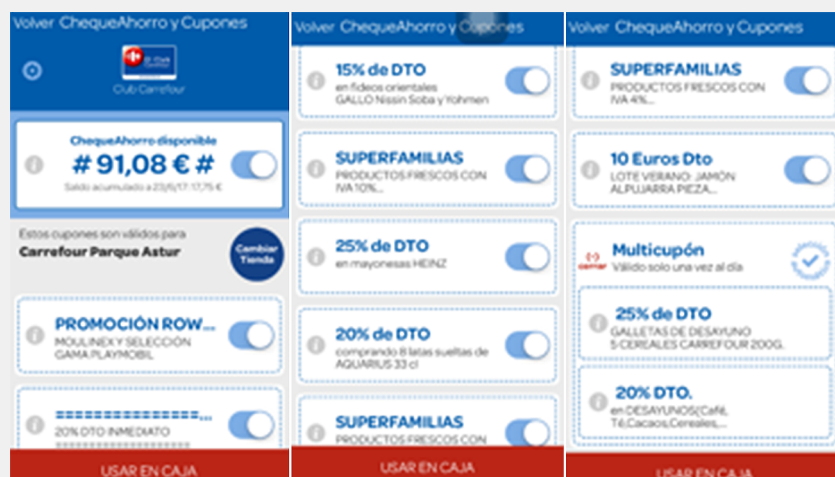 Volver ChequeAhorro y Cupones
El Club
Carrefour
Club Carrefour
ChequeAhorro disponible
# 91,08 € #
Saldo acumulado a 23/6/17: 17,75 €
Estos cupones son válidos para
Carrefour Parque Astur
Cambiar
Tienda
PROMOCIÓN ROW...
MOULINEX Y SELECCIÓN
GAMA PLAYMOBIL
===============...
20% DTO INMEDIATO
====================
USAR EN CAJA
Volver ChequeAhorro y Cupones
15% de DTO
en fideos orientales
GALLO Nissin Soba y Yohmen
SUPERFAMILIAS
PRODUCTOS FRESCOS CON
IVA 10%...
25% de DTO
en mayonesas HEINZ
20% de DTO
comprando 8 latas sueltas de
AQUARIUS 33 cl
SUPERFAMILIAS
PRODUCTOS FRESCOS CON
USAR EN CAJA
Volver ChequeAhorro y Cupones
SUPERFAMILIAS
PRODUCTOS FRESCOS CON
IVA 4%...
10 Euros Dto
LOTE VERANO: JAMÓN
ALPUJARRA PIEZA...
Multicupón
(-)
cerrar
Válido solo una vez al día
25% de DTO
GALLETAS DE DESAYUNO
5 CEREALES CARREFOUR 200G.
20% DTO.
en DESAYUNOS(Café,
Té,Cacaos,Cereales,...
USAR EN CAJA